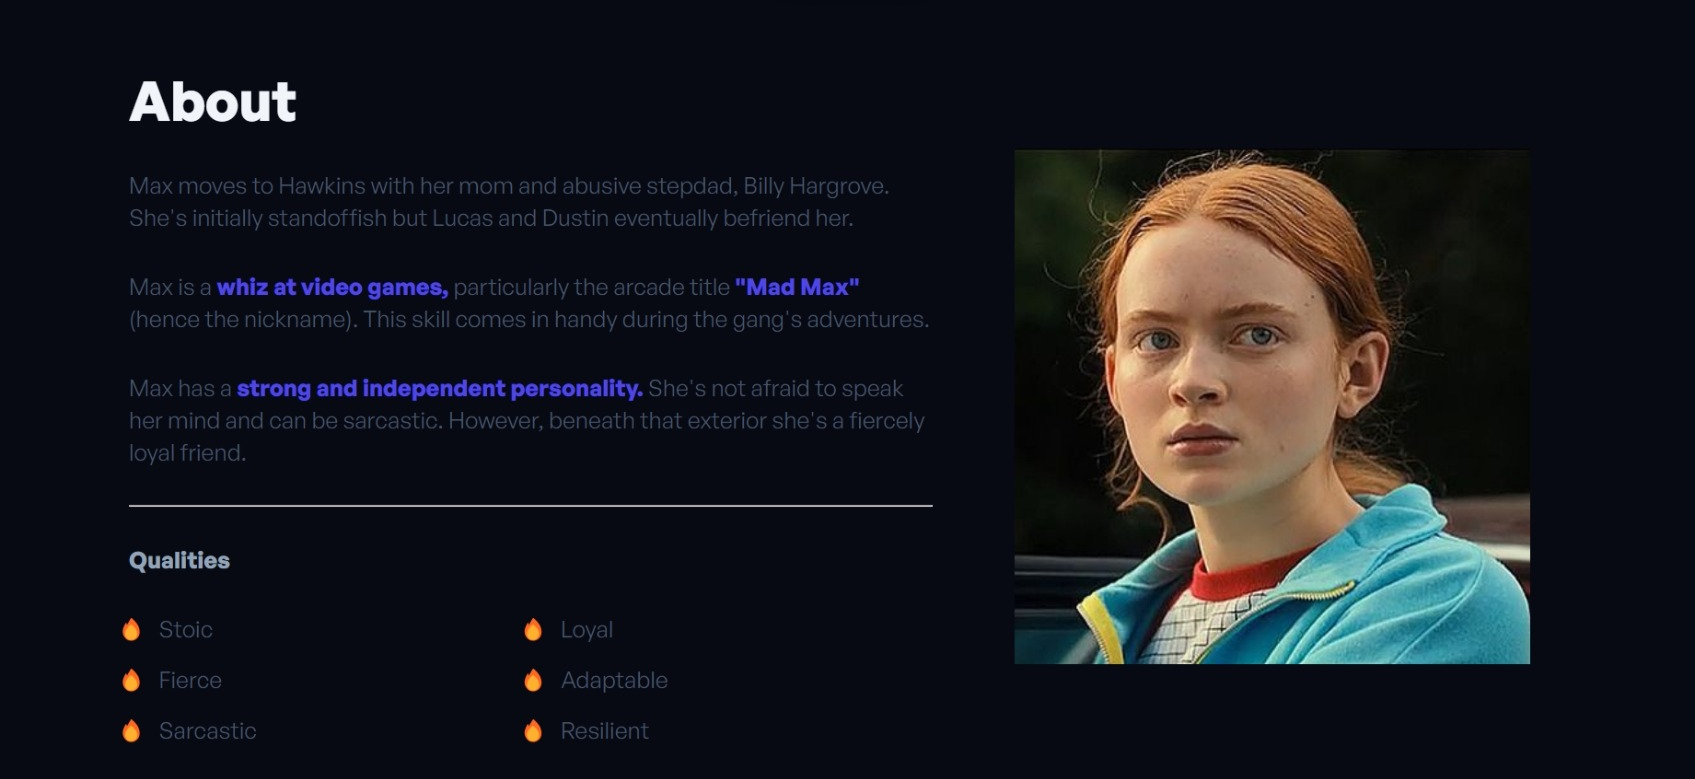 About
Max moves to Hawkins with her mom and abusive stepdad, Billy Hargrove.
She's initially standoffish but Lucas and Dustin eventually befriend her.
Max is a whiz at video games, particularly the arcade title "Mad Max"
(hence the nickname). This skill comes in handy during the gang's adventures.
Max has a strong and independent personality. She's not afraid to speak
her mind and can be sarcastic. However, beneath that exterior she's a fiercely
loyal friend.
Qualities
Stoic
Loyal
Fierce
Adaptable
Sarcastic
Resilient